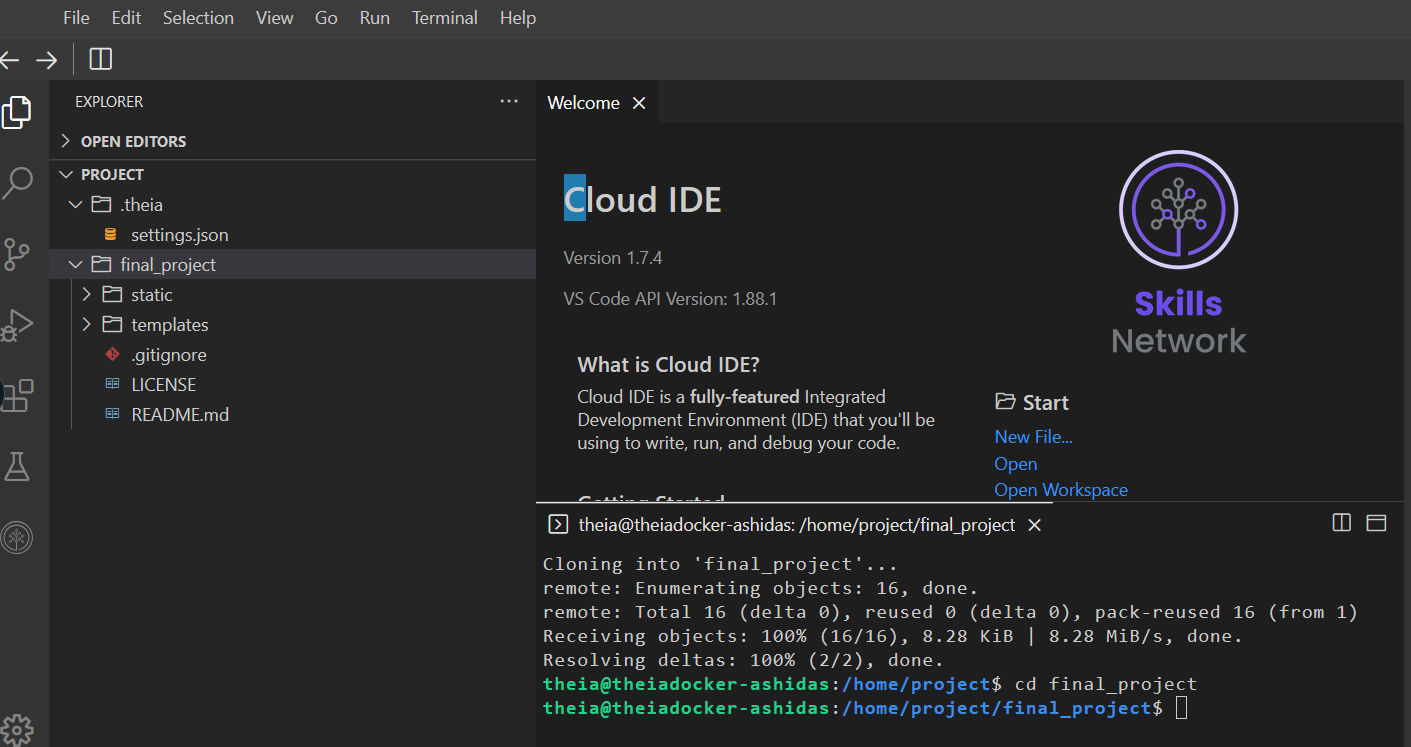 File Edit Selection View Go Run Terminal Help
EXPLORER
OPEN EDITORS
PROJECT
.theia
settings.json
final_project
static
templates
.gitignore
LICENSE
README.md
Welcome
Cloud IDE
Version 1.7.4
VS Code API Version: 1.88.1
What is Cloud IDE?
Cloud IDE is a fully-featured Integrated
Development Environment (IDE) that you'll be
using to write, run, and debug your code.
Getting Started
Skills
Network
Start
New File...
Open
Open Workspace
theia@theiadocker-ashidas: /home/project/final_project
Cloning into 'final_project'...
remote: Enumerating objects: 16, done.
remote: Total 16 (delta 0), reused 0 (delta 0), pack-reused 16 (from 1)
Receiving objects: 100% (16/16), 8.28 KiB | 8.28 MiB/s, done.
Resolving deltas: 100% (2/2), done.
theia@theiadocker-ashidas:/home/project$ cd final_project
theia@theiadocker-ashidas:/home/project/final_project$